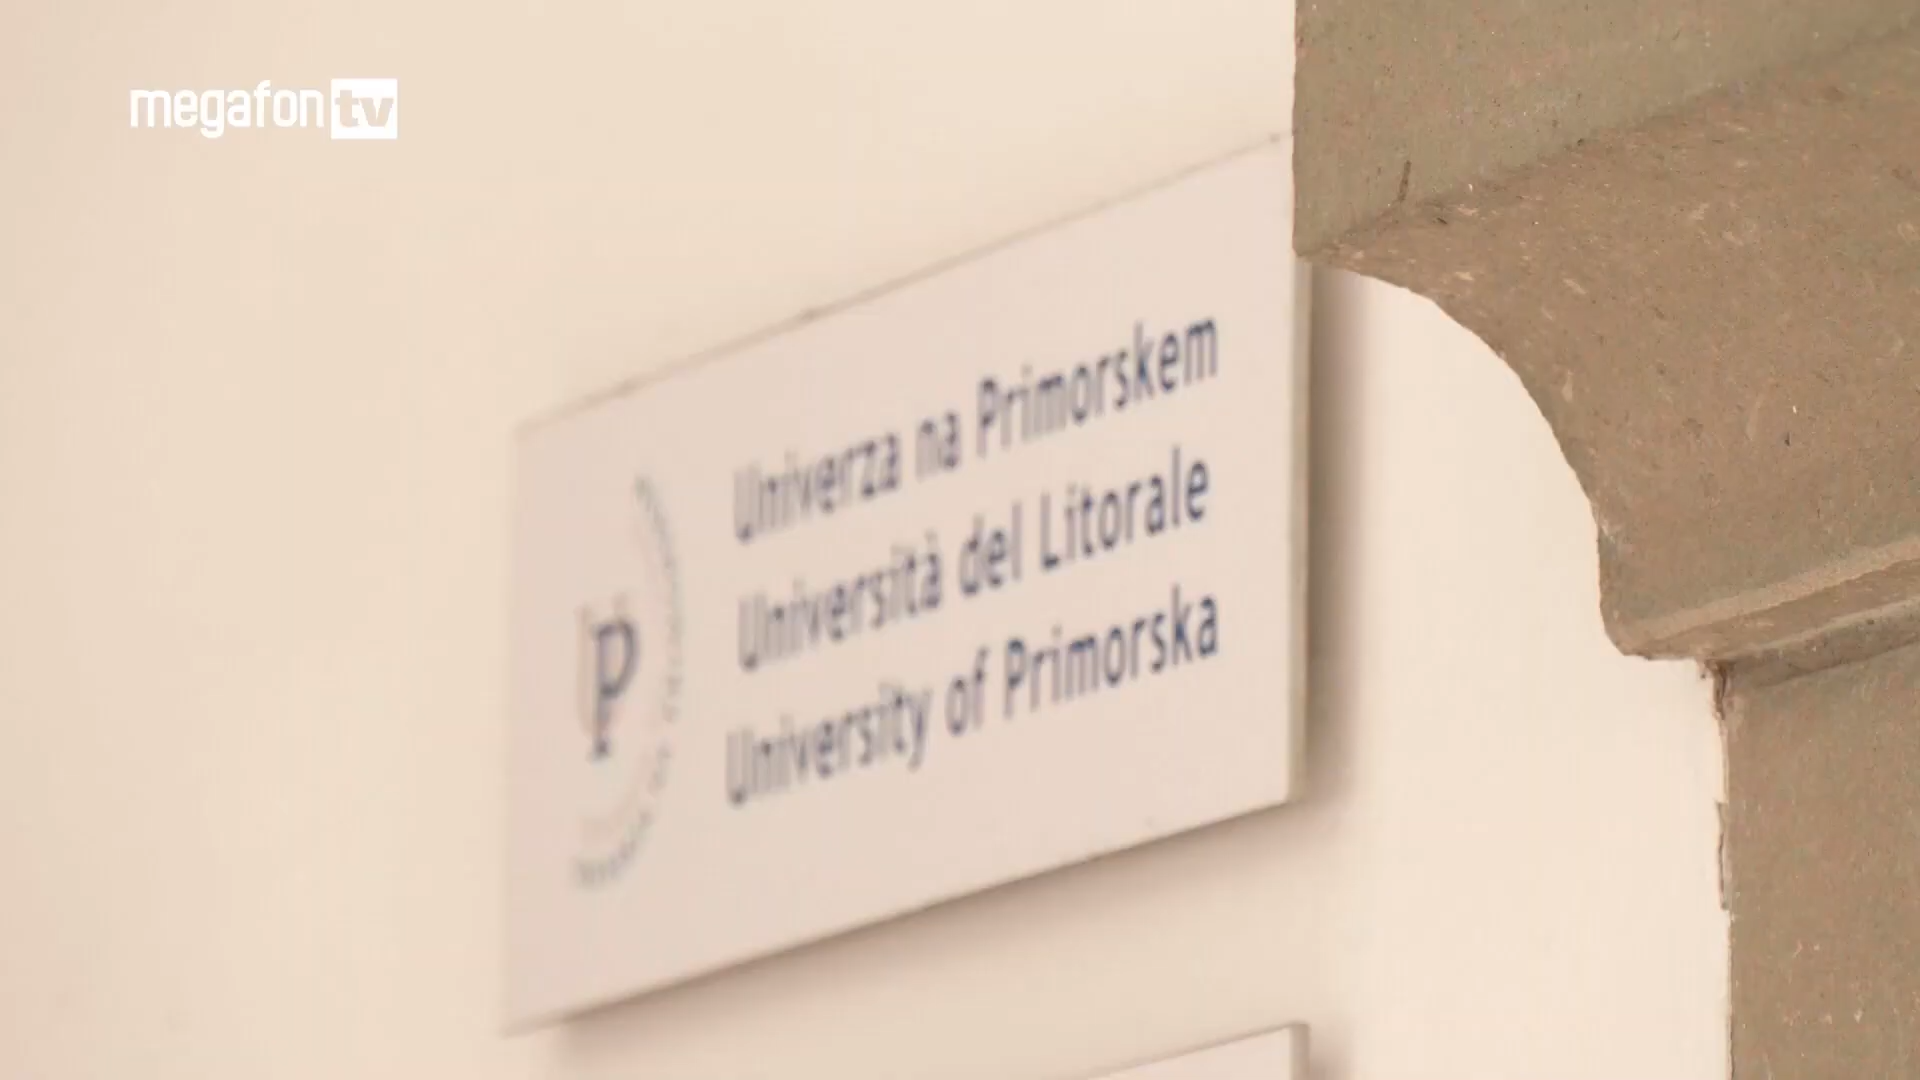 megafon tv
Univerza na Primorskem
Università del Litorale
University of Primorska